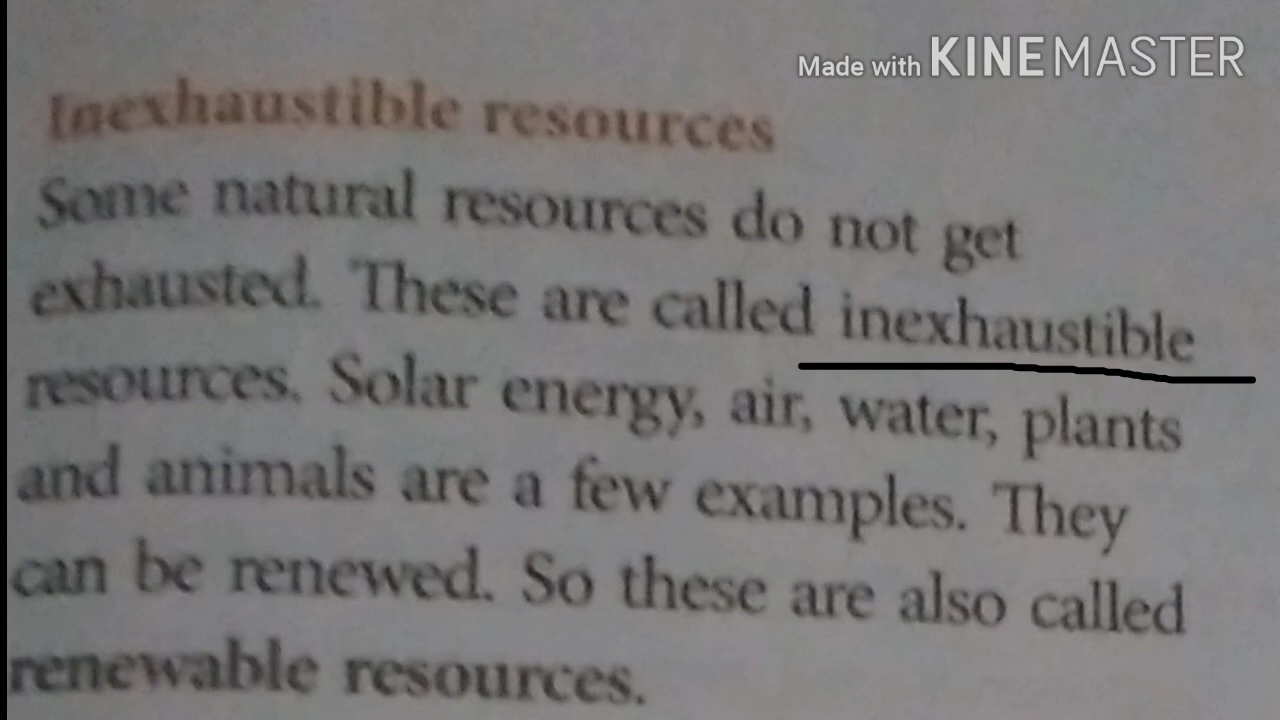 Made with KINEMASTER
Inexhaustible resources
Some natural resources do not get
exhausted. These are called inexhaustible
resources. Solar energy, air, water, plants
and animals are a few examples. They
can be renewed. So these are also called
renewable resources.